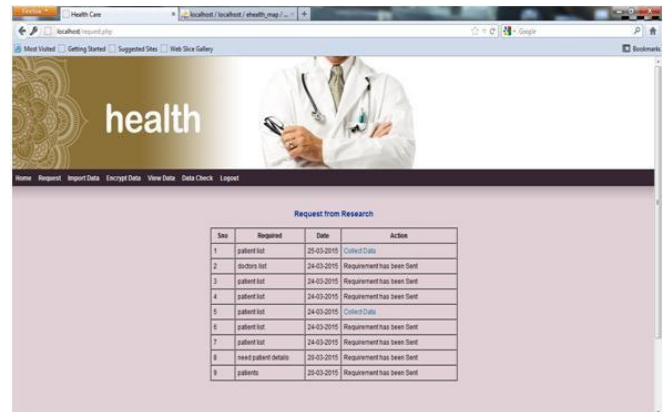 Firefox
Health Care
localhost / localhost / ehealth_map / ...
localhost/request.php
Google
Most Visited Getting Started Suggested Sites Web Slice Gallery
Bookmarks
health
Home Request Import Data Encrypt Data View Data Data Check Logout
Request from Research
Sno Required Date Action
1 patient list 25-03-2015 Collect Data
2 doctors list 24-03-2015 Requirement has been Sent
3 patient list 24-03-2015 Requirement has been Sent
4 patient list 24-03-2015 Requirement has been Sent
5 patient list 24-03-2015 Collect Data
6 patient list 24-03-2015 Requirement has been Sent
7 patient list 24-03-2015 Requirement has been Sent
8 need patient details 20-03-2015 Requirement has been Sent
9 patients 20-03-2015 Requirement has been Sent